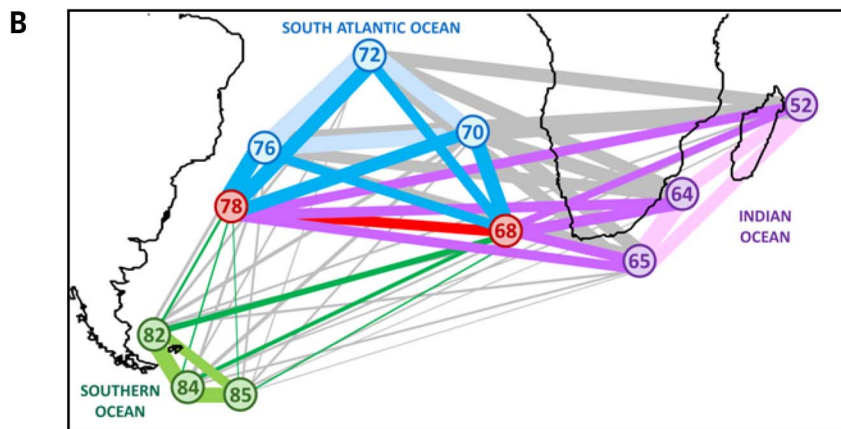 B
SOUTH ATLANTIC OCEAN
72
52
70
76
64
78
68
INDIAN
OCEAN
65
82
84
85
SOUTHERN
OCEAN